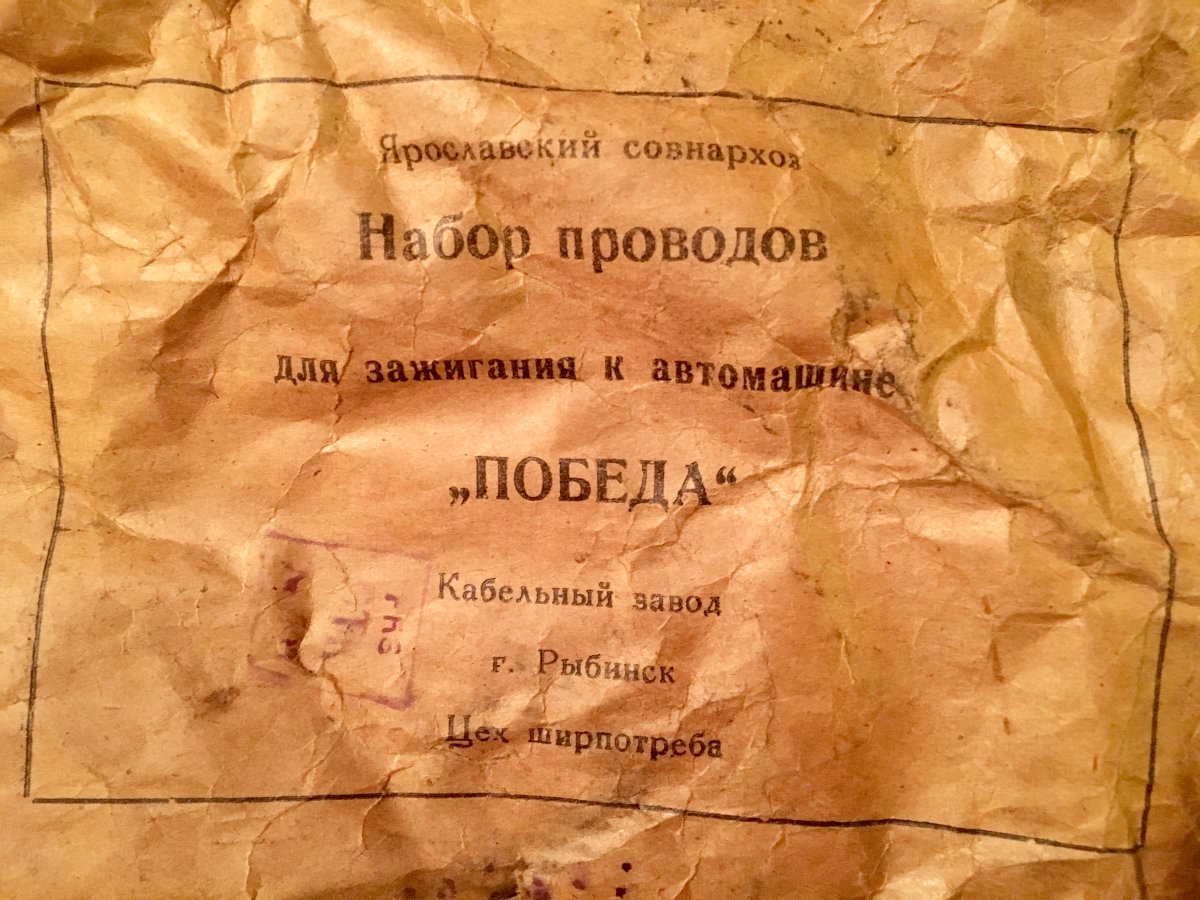 Ярославский совнархоз
Набор проводов
для зажигания к автомашине
„ПОБЕДА“
Кабельный завод
г. Рыбинск
Цех ширпотреба